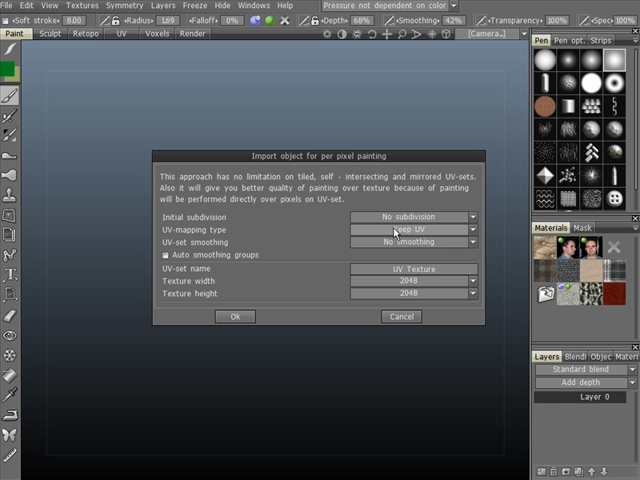 File Edit View Textures Symmetry Layers Freeze Hide Windows Help Pressure not dependent on color
Soft stroke: 8.00 Radius: 1.69 Falloff: 0% Depth: 68% Smoothing: 42% Transparency: 100% Spec: 100%
Paint Sculpt Retopo UV Voxels Render [Camera..]
Pen Pen opt. Strips
Import object for per pixel painting
This approach has no limitation on tiled, self - intersecting and mirrored UV-sets.
Also it will give you better quality of painting over texture because of painting
will be performed directly over pixels on UV-set.
Initial subdivision No subdivision
UV-mapping type Keep UV
UV-set smoothing No smoothing
Auto smoothing groups
UV-set name UV Texture
Texture width 2048
Texture height 2048
Ok Cancel
Materials Mask
Layers Blendi Objec Materi
Standard blend
Add depth
Layer 0